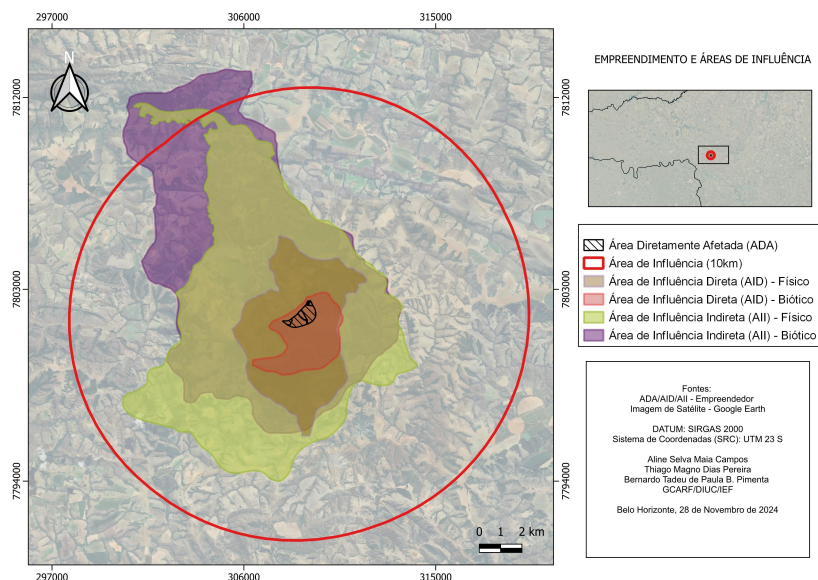 297000
306000
315000
N
7812000
7812000
7803000
7803000
7794000
7794000
0 1 2 km
297000
306000
315000
EMPREENDIMENTO E ÁREAS DE INFLUÊNCIA
Área Diretamente Afetada (ADA)
Área de Influência (10km)
Área de Influência Direta (AID) - Físico
Área de Influência Direta (AID) - Biótico
Área de Influência Indireta (AII) - Físico
Área de Influência Indireta (AII) - Biótico
Fontes:
ADA/AID/AII - Empreendedor
Imagem de Satélite - Google Earth
DATUM: SIRGAS 2000
Sistema de Coordenadas (SRC): UTM 23 S
Aline Selva Maia Campos
Thiago Magno Dias Pereira
Bernardo Tadeu de Paula B. Pimenta
GCARF/DIUC/IEF
Belo Horizonte, 28 de Novembro de 2024